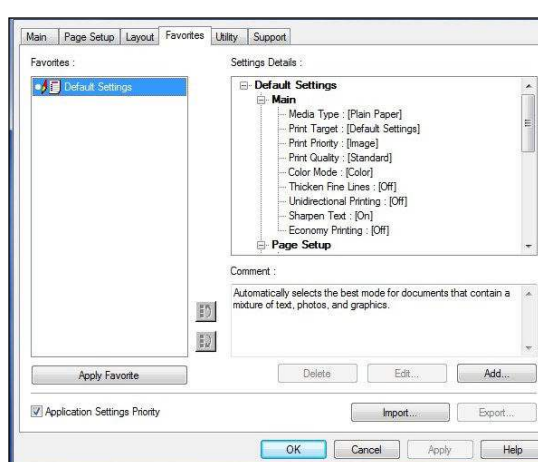 Main Page Setup Layout Favorites Utility Support
Favorites :
Default Settings
Settings Details :
Default Settings
Main
Media Type : [Plain Paper]
Print Target : [Default Settings]
Print Priority : [Image]
Print Quality : [Standard]
Color Mode : [Color]
Thicken Fine Lines : [Off]
Unidirectional Printing : [Off]
Sharpen Text : [On]
Economy Printing : [Off]
Page Setup
Comment :
Automatically selects the best mode for documents that contain a
mixture of text, photos, and graphics.
Apply Favorite
Delete Edit... Add...
Application Settings Priority
Import... Export...
OK Cancel Apply Help